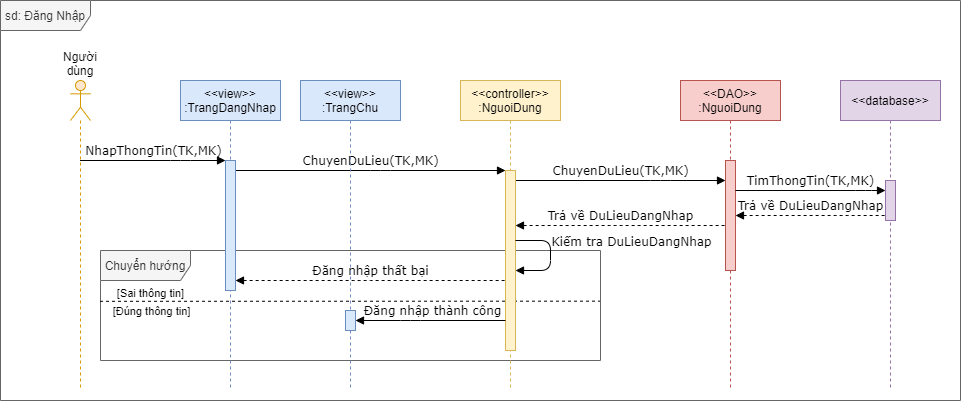 sd: Đăng Nhập
Người
dùng
<<view>>
:TrangDangNhap
<<view>>
:TrangChu
<<controller>>
:NguoiDung
<<DAO>>
:NguoiDung
<<database>>
NhapThongTin(TK,MK)
ChuyenDuLieu(TK,MK)
ChuyenDuLieu(TK,MK)
TimThongTin(TK,MK)
Trả về DuLieuDangNhap
Trả về DuLieuDangNhap
Kiểm tra DuLieuDangNhap
Chuyển hướng
Đăng nhập thất bại
[Sai thông tin]
[Đúng thông tin]
Đăng nhập thành công